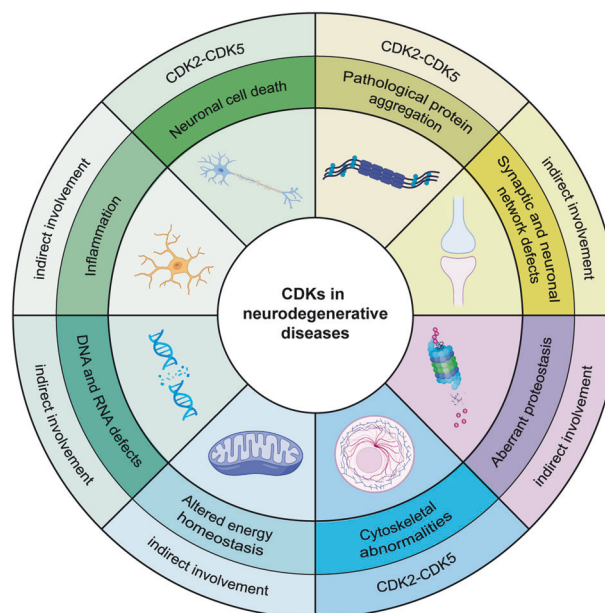 CDK2-CDK5
Neuronal cell death
CDK2-CDK5
Pathological protein
aggregation
indirect involvement
Synaptic and neuronal
network defects
indirect involvement
Aberrant proteostasis
CDK2-CDK5
Cytoskeletal
abnormalities
Altered energy
homeostasis
indirect involvement
DNA and RNA defects
indirect involvement
Inflammation
indirect involvement
CDKs in
neurodegenerative
diseases